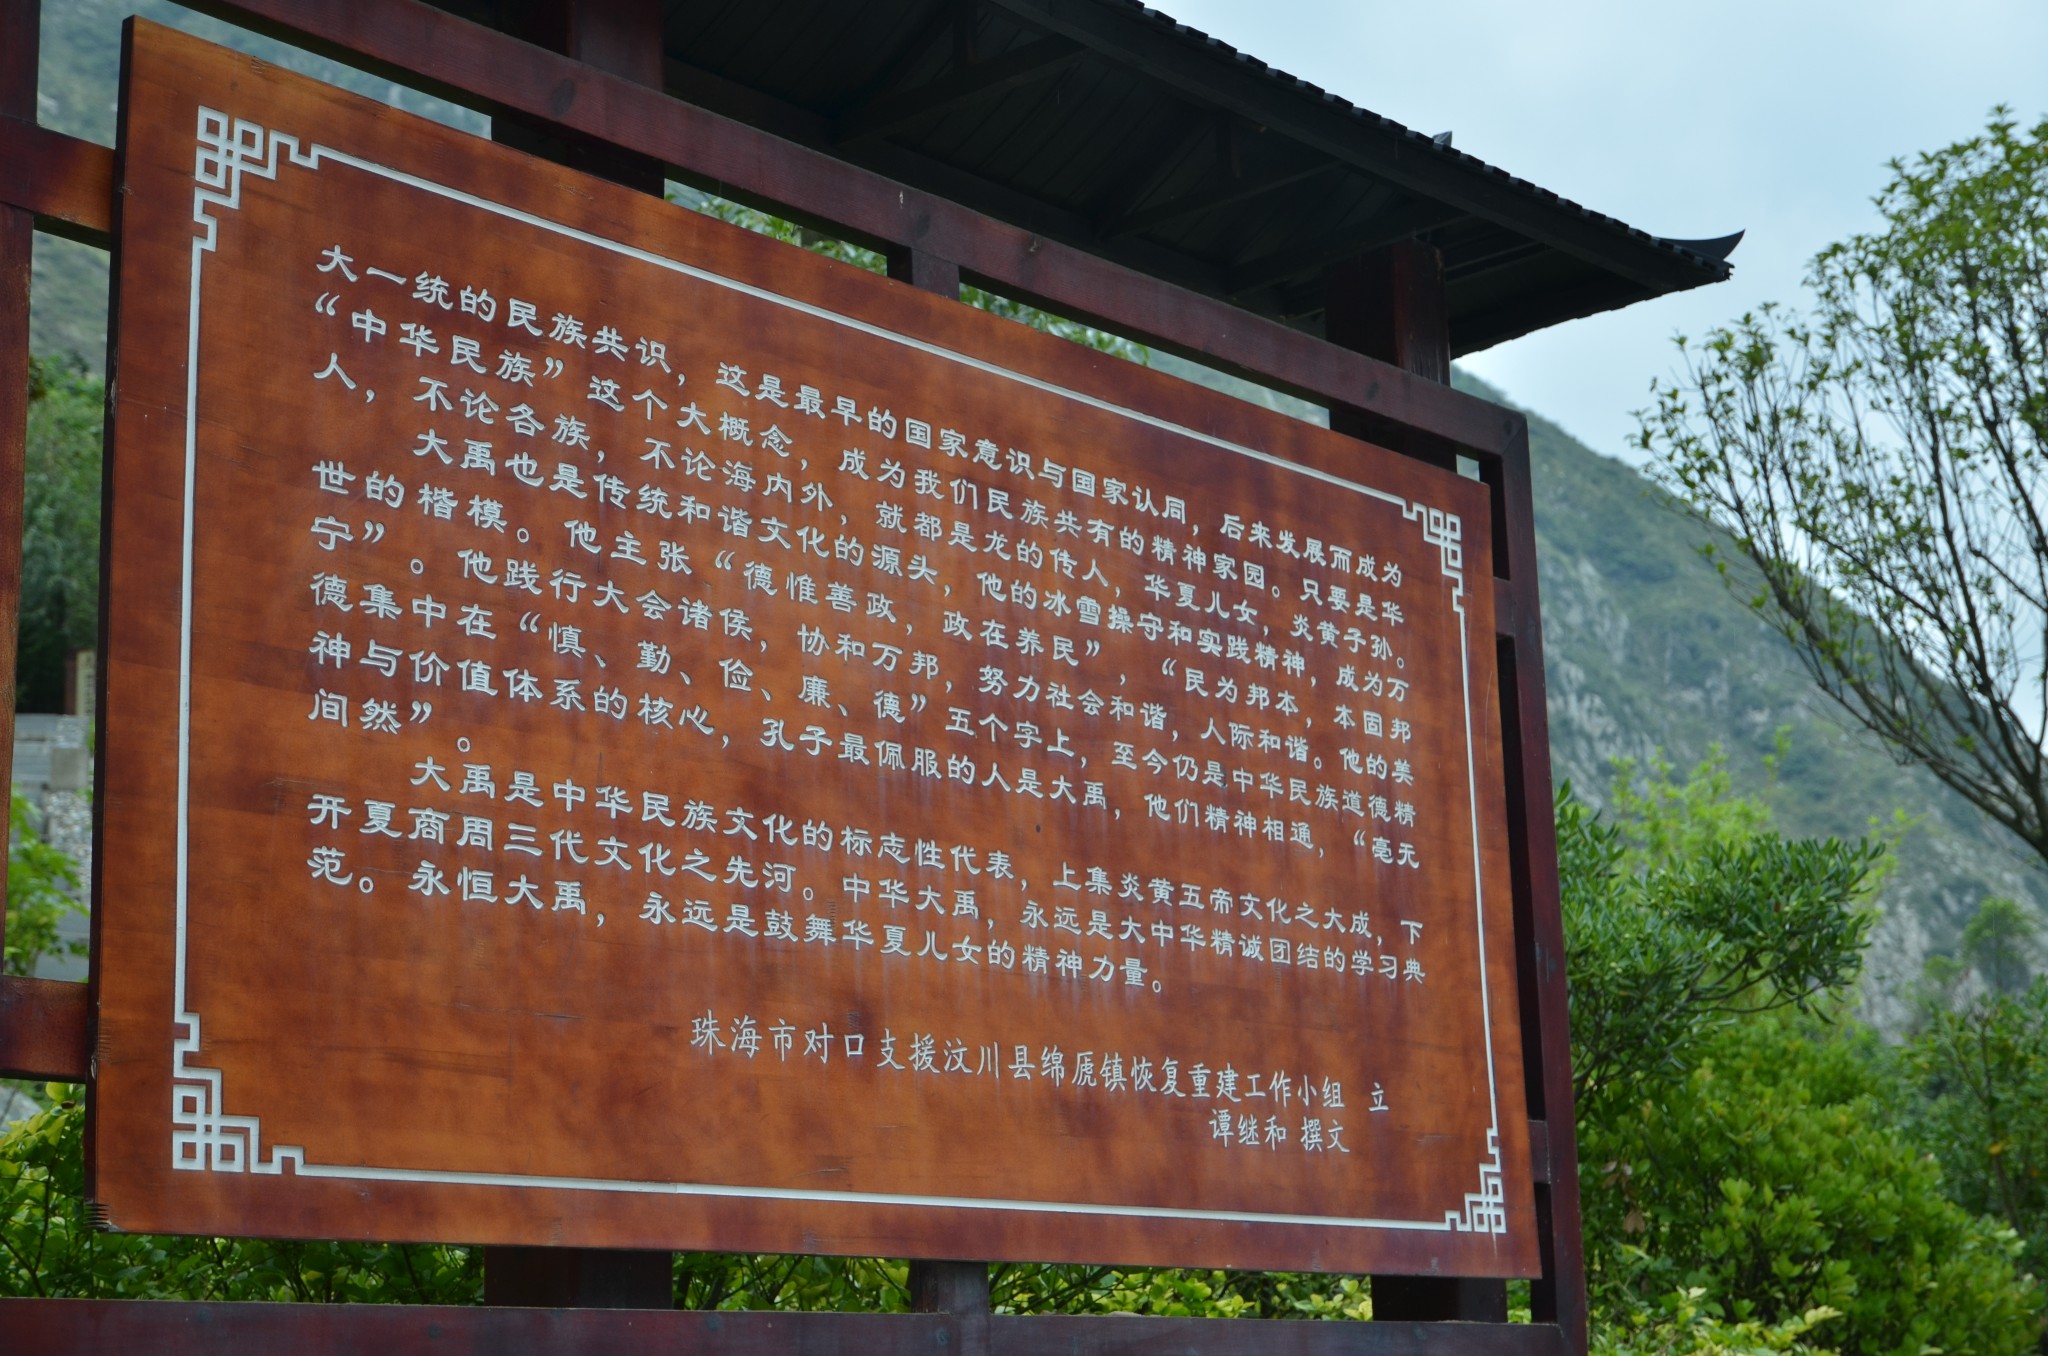 大一统的民族共识，这是最早的国家意识与国家认同，后来发展而成为
“中华民族”这个大概念，成为我们民族共有的精神家园。只要是华
人，不论各族，不论海内外，就都是龙的传人，华夏儿女，炎黄子孙。
大禹也是传统和谐文化的源头，他的冰雪操守和实践精神，成为万
世的楷模。他主张“德惟善政，政在养民”，“民为邦本，本固邦
宁”。他践行大会诸侯，协和万邦，努力社会和谐，人际和谐。他的美
德集中在“慎、勤、俭、廉、德”五个字上，至今仍是中华民族道德精
神与价值体系的核心，孔子最佩服的人是大禹，他们精神相通，“毫无
间然”。
大禹是中华民族文化的标志性代表，上集炎黄五帝文化之大成，下
开夏商周三代文化之先河。中华大禹，永远是大中华精诚团结的学习典
范。永恒大禹，永远是鼓舞华夏儿女的精神力量。
珠海市对口支援汶川县绵虒镇恢复重建工作小组 立
谭继和 撰文